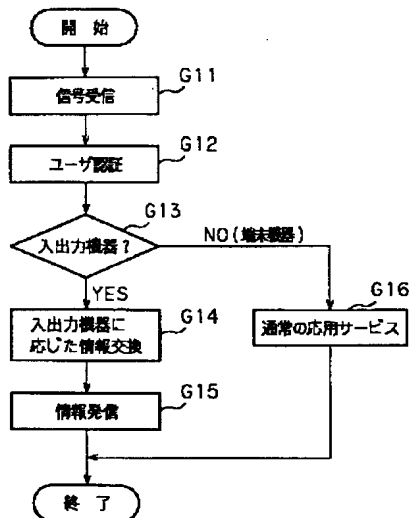 開 始
G11
信号受信
G12
ユーザ認証
G13
入出力機器?
NO(端末機器)
YES
G14
入出力機器に
応じた情報交換
G16
通常の応用サービス
G15
情報発信
終 了